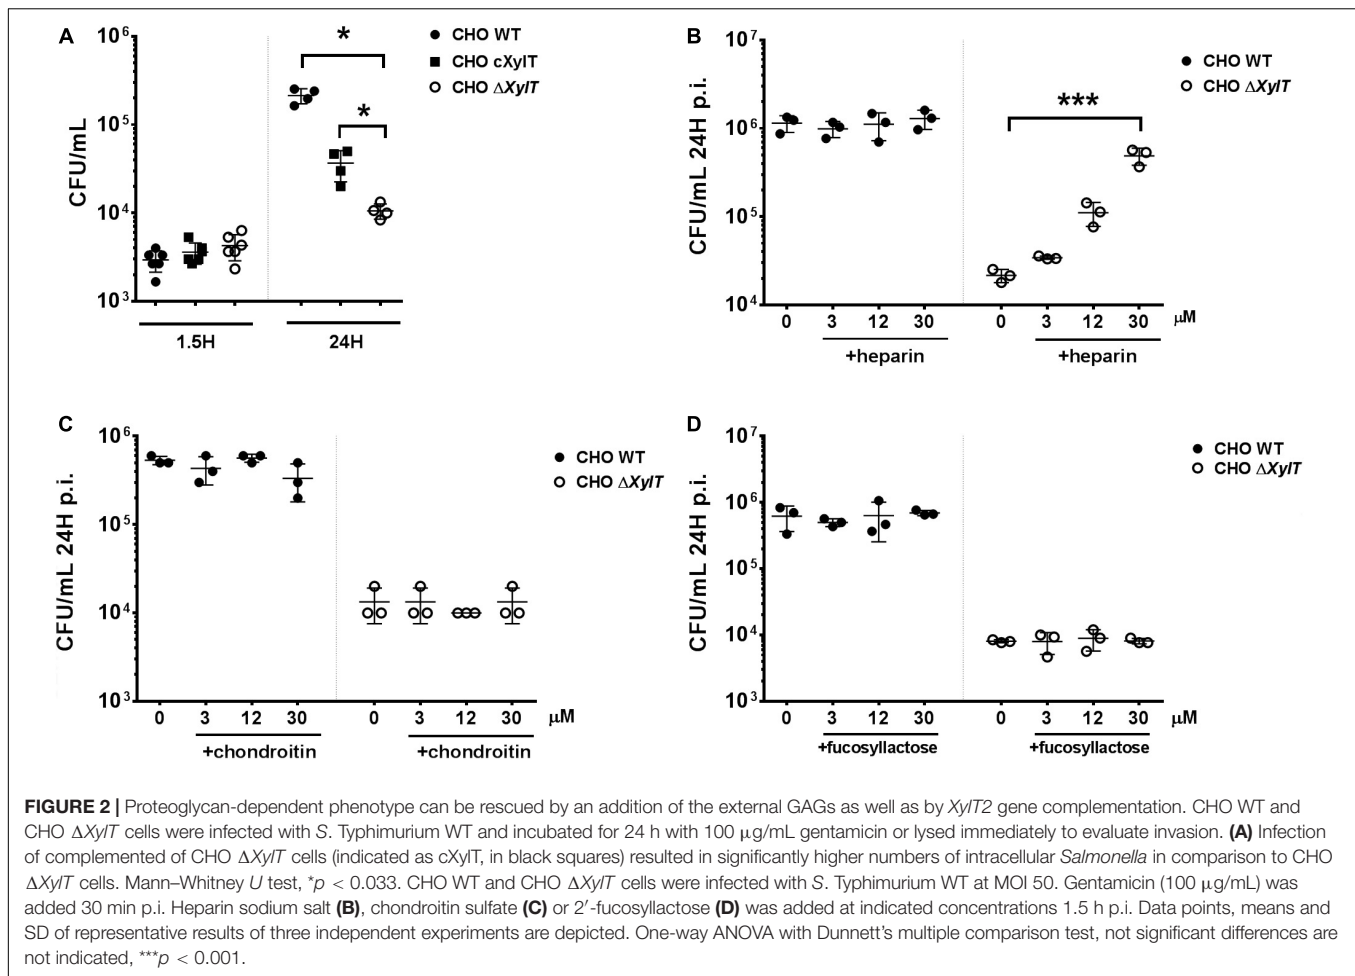 A
10⁶
10⁵
10⁴
10³
CFU/mL
*
*
1.5H
24H
● CHO WT
■ CHO cXylT
○ CHO ΔXylT
B
10⁷
10⁶
10⁵
10⁴
CFU/mL 24H p.i.
***
0 3 12 30 0 3 12 30 μM
+heparin +heparin
● CHO WT
○ CHO ΔXylT
C
10⁶
10⁵
10⁴
10³
CFU/mL 24H p.i.
0 3 12 30 0 3 12 30 μM
+chondroitin +chondroitin
● CHO WT
○ CHO ΔXylT
D
10⁷
10⁶
10⁵
10⁴
10³
CFU/mL 24H p.i.
0 3 12 30 0 3 12 30 μM
+fucosyllactose +fucosyllactose
● CHO WT
○ CHO ΔXylT
FIGURE 2 | Proteoglycan-dependent phenotype can be rescued by an addition of the external GAGs as well as by XylT2 gene complementation. CHO WT and
CHO ΔXylT cells were infected with S. Typhimurium WT and incubated for 24 h with 100 μg/mL gentamicin or lysed immediately to evaluate invasion. (A) Infection
of complemented of CHO ΔXylT cells (indicated as cXylT, in black squares) resulted in significantly higher numbers of intracellular Salmonella in comparison to CHO
ΔXylT cells. Mann–Whitney U test, *p < 0.033. CHO WT and CHO ΔXylT cells were infected with S. Typhimurium WT at MOI 50. Gentamicin (100 μg/mL) was
added 30 min p.i. Heparin sodium salt (B), chondroitin sulfate (C) or 2′-fucosyllactose (D) was added at indicated concentrations 1.5 h p.i. Data points, means and
SD of representative results of three independent experiments are depicted. One-way ANOVA with Dunnett's multiple comparison test, not significant differences are
not indicated, ***p < 0.001.